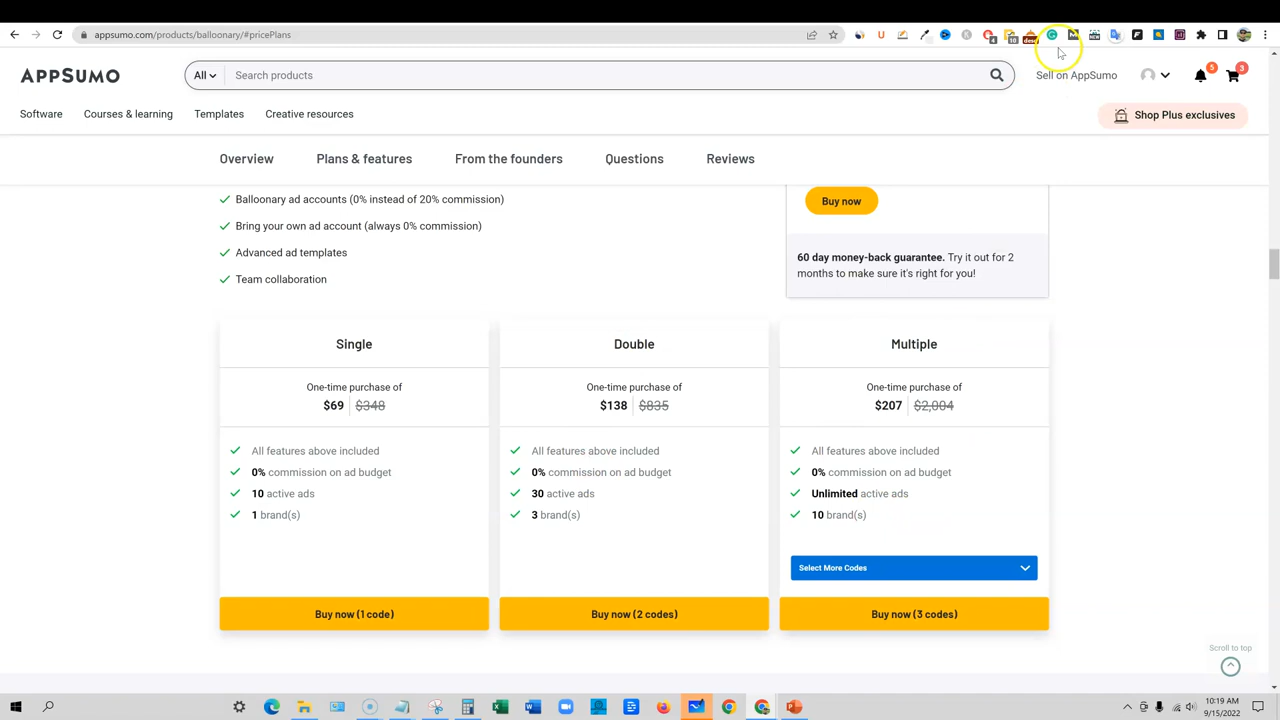 appsumo.com/products/balloonary/#pricePlans
4
10
desig
APPSUMO
All
Search products
Sell on AppSumo
5
3
Software
Courses & learning
Templates
Creative resources
Shop Plus exclusives
Overview
Plans & features
From the founders
Questions
Reviews
Balloonary ad accounts (0% instead of 20% commission)
Bring your own ad account (always 0% commission)
Advanced ad templates
Team collaboration
Buy now
60 day money-back guarantee. Try it out for 2
months to make sure it's right for you!
Single
One-time purchase of
$69 | $348
All features above included
0% commission on ad budget
10 active ads
1 brand(s)
Buy now (1 code)
Double
One-time purchase of
$138 | $835
All features above included
0% commission on ad budget
30 active ads
3 brand(s)
Buy now (2 codes)
Multiple
One-time purchase of
$207 | $2,004
All features above included
0% commission on ad budget
Unlimited active ads
10 brand(s)
Select More Codes
Buy now (3 codes)
Scroll to top
10:19 AM
9/15/2022